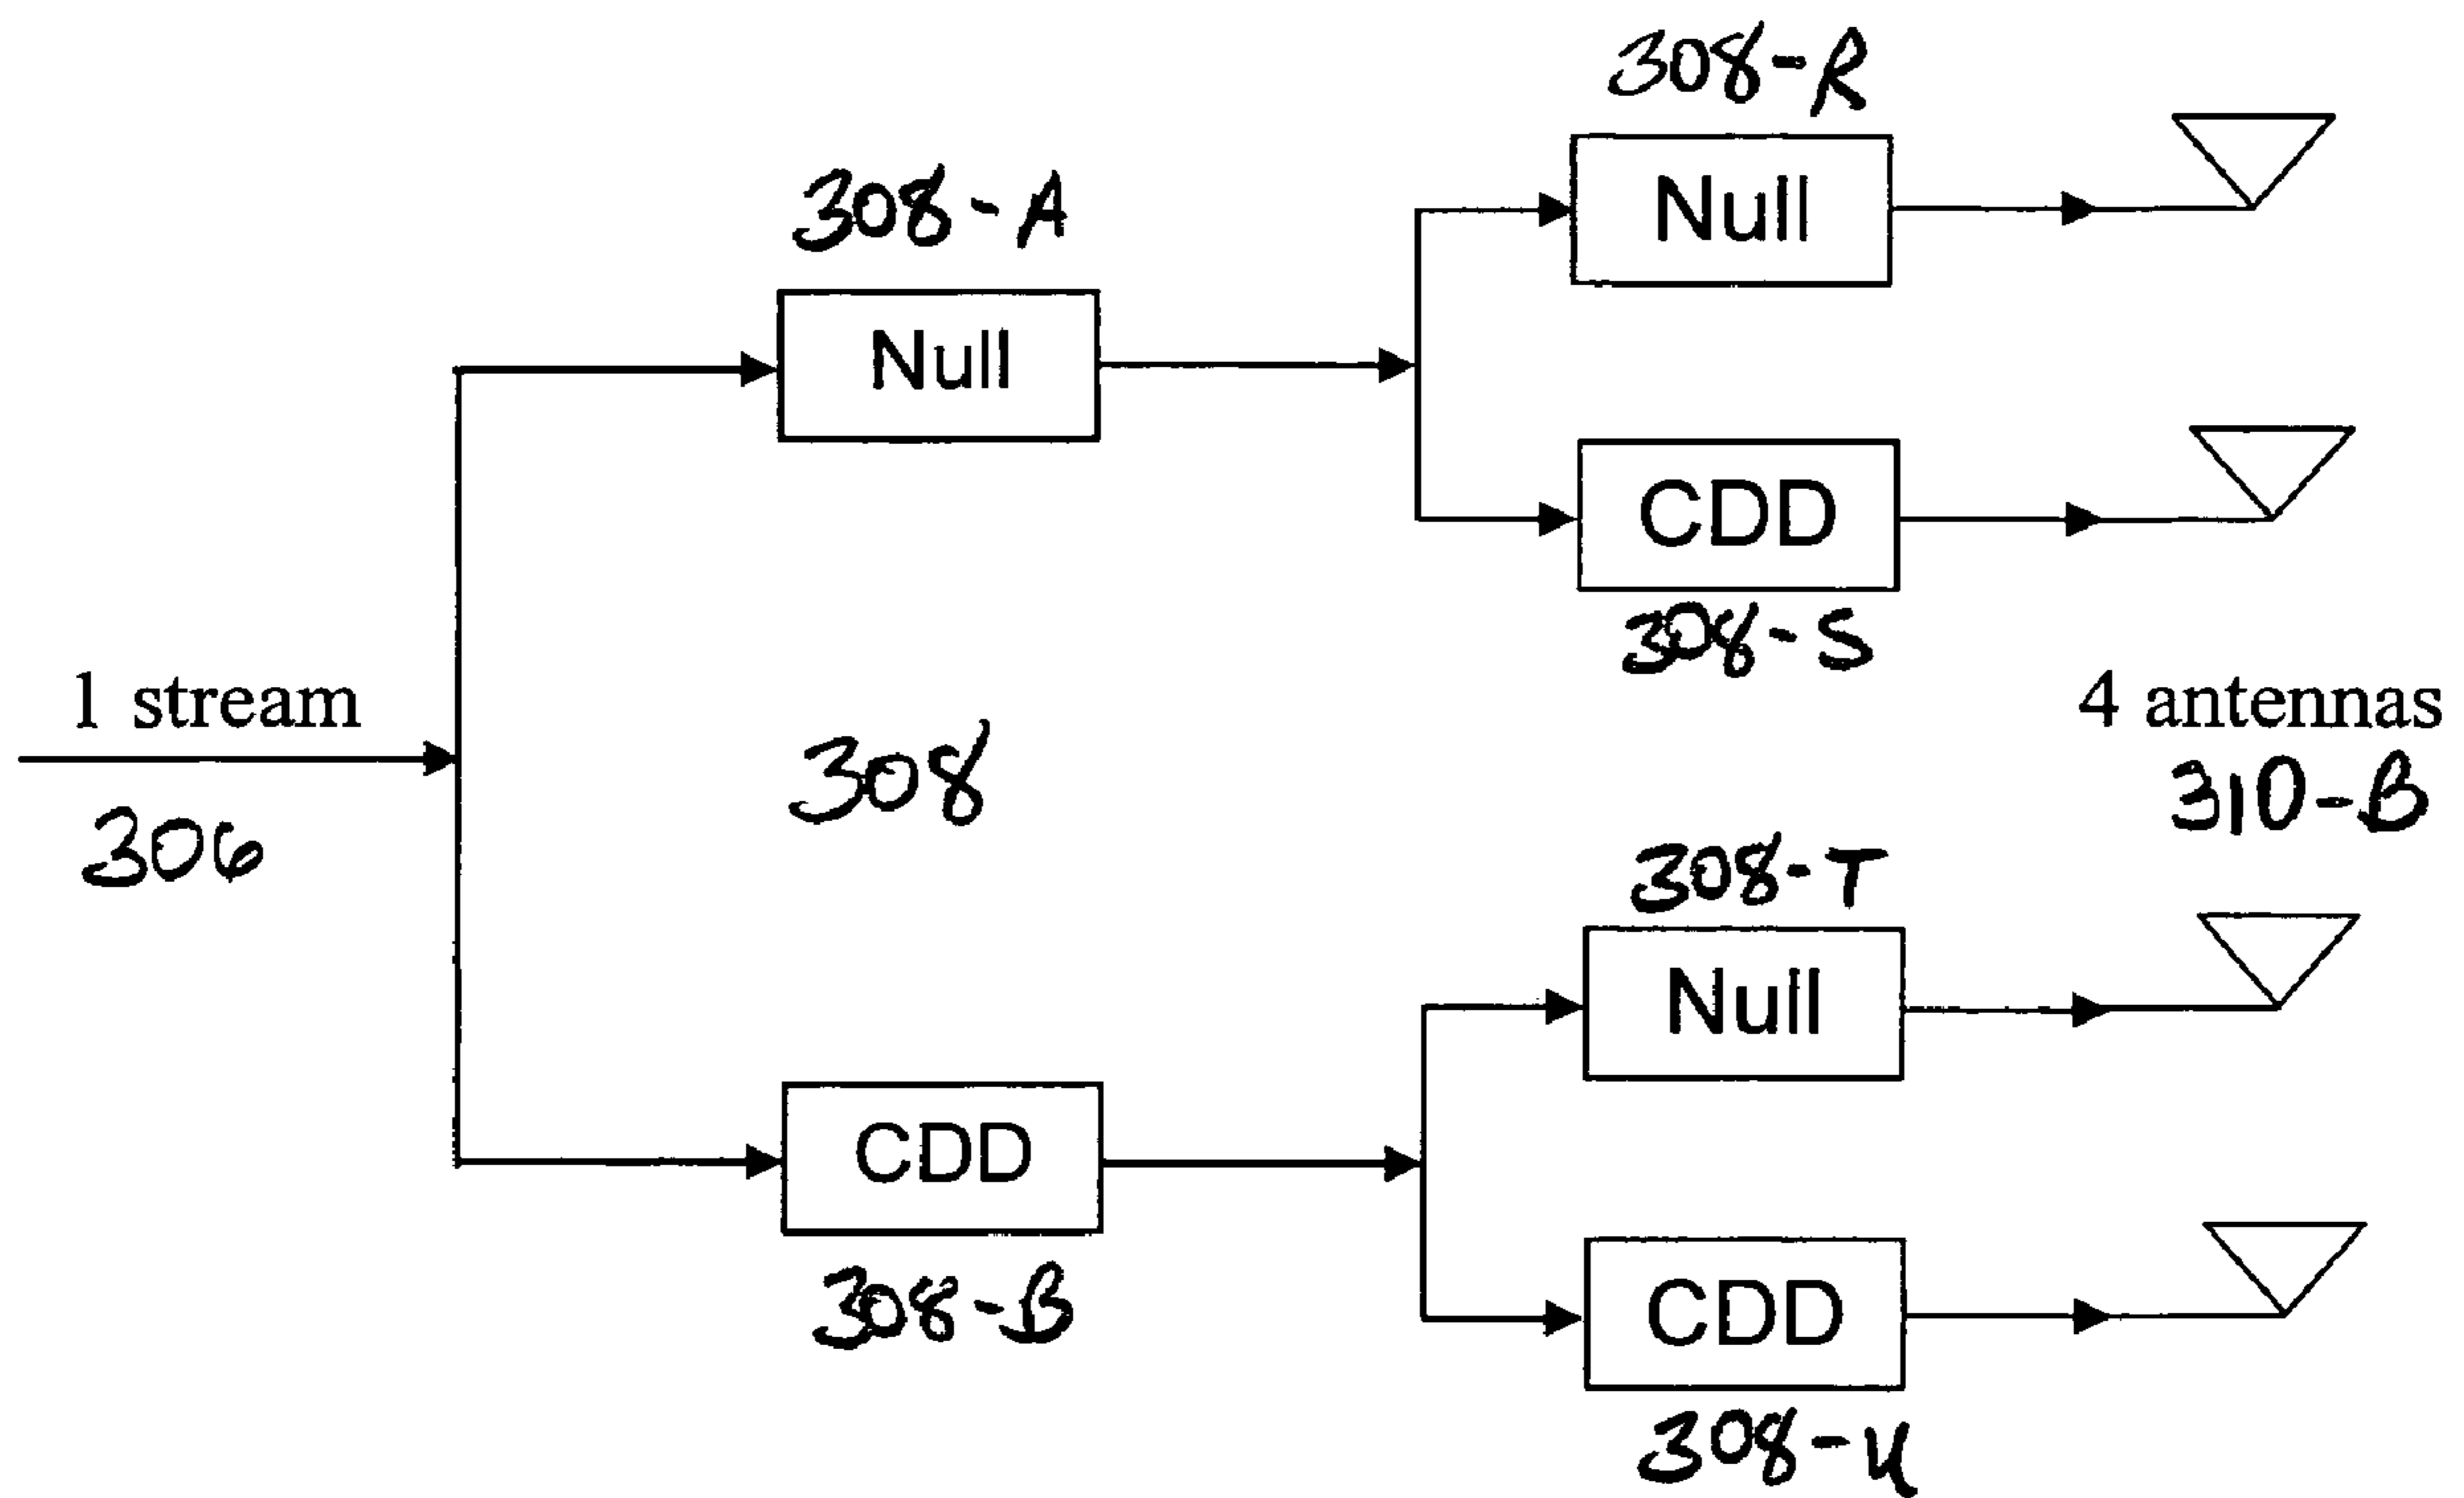 308-R
Null
308-A
Null
CDD
308-S
1 stream
306
308
4 antennas
310-B
308-T
Null
CDD
308-B
CDD
308-U